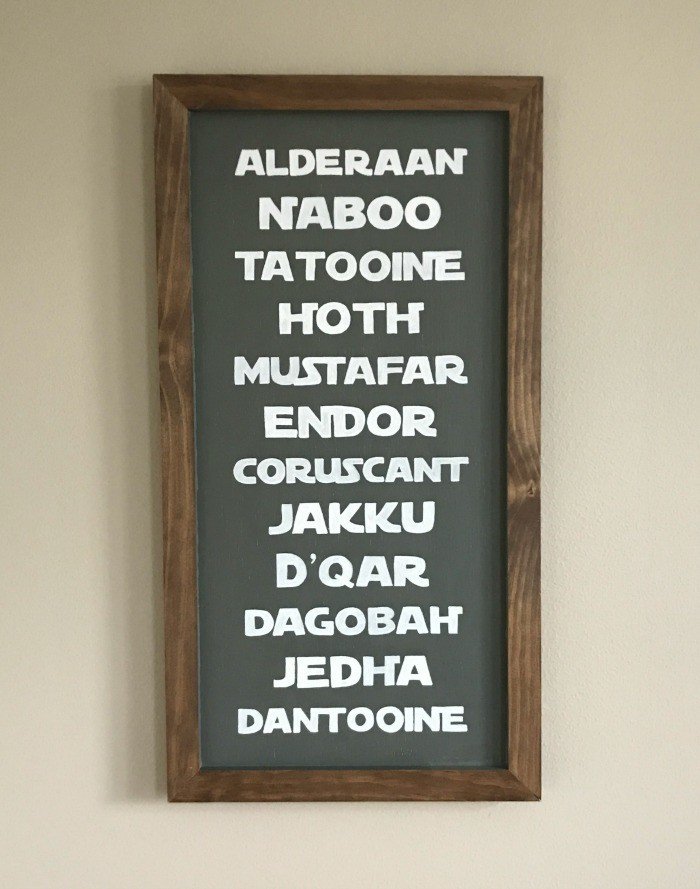 ALDERAAN
NABOO
TATOOINE
HOTH
MUSTAFAR
ENDOR
CORUSCANT
JAKKU
D'QAR
DAGOBAH
JEDHA
DANTOOINE